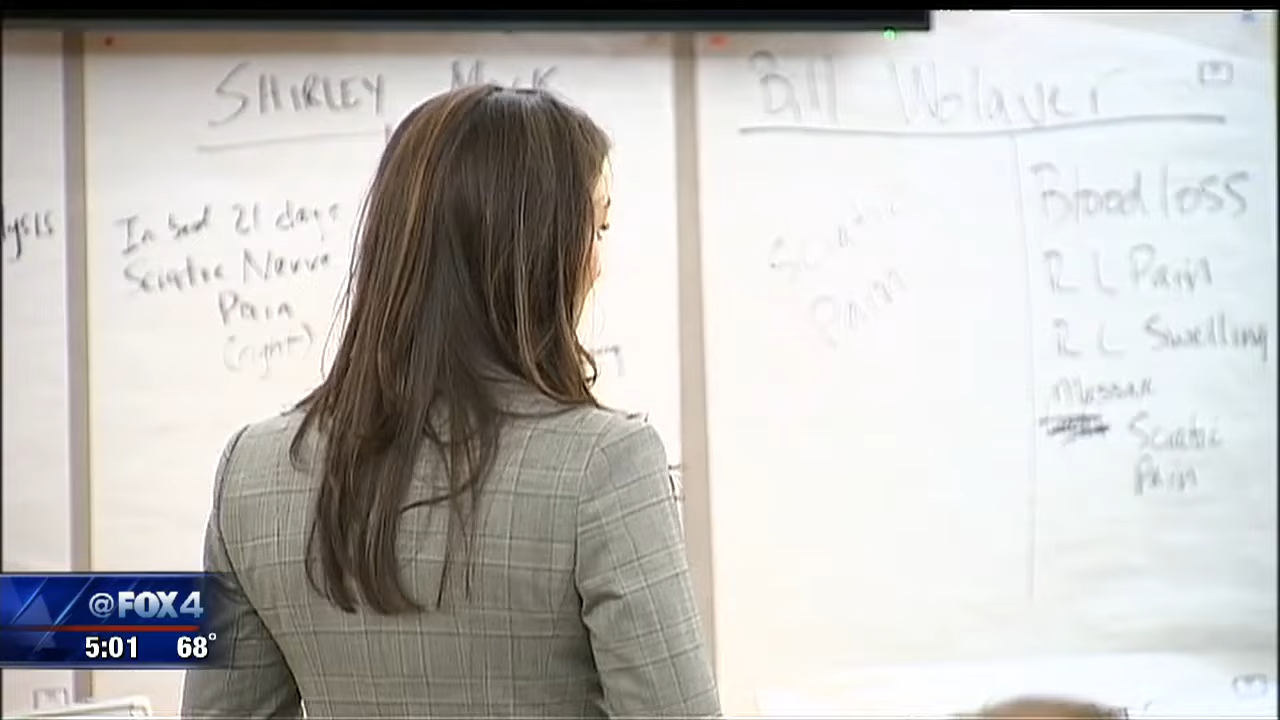 SHIRLEY
Bill Wolaver
In bed 21 days
Sciatic Nerve
Pain
(right)
Sciatic
Pain
Blood loss
R L Pain
R L Swelling
Sciatic
Pain
@FOX4
5:01 68°